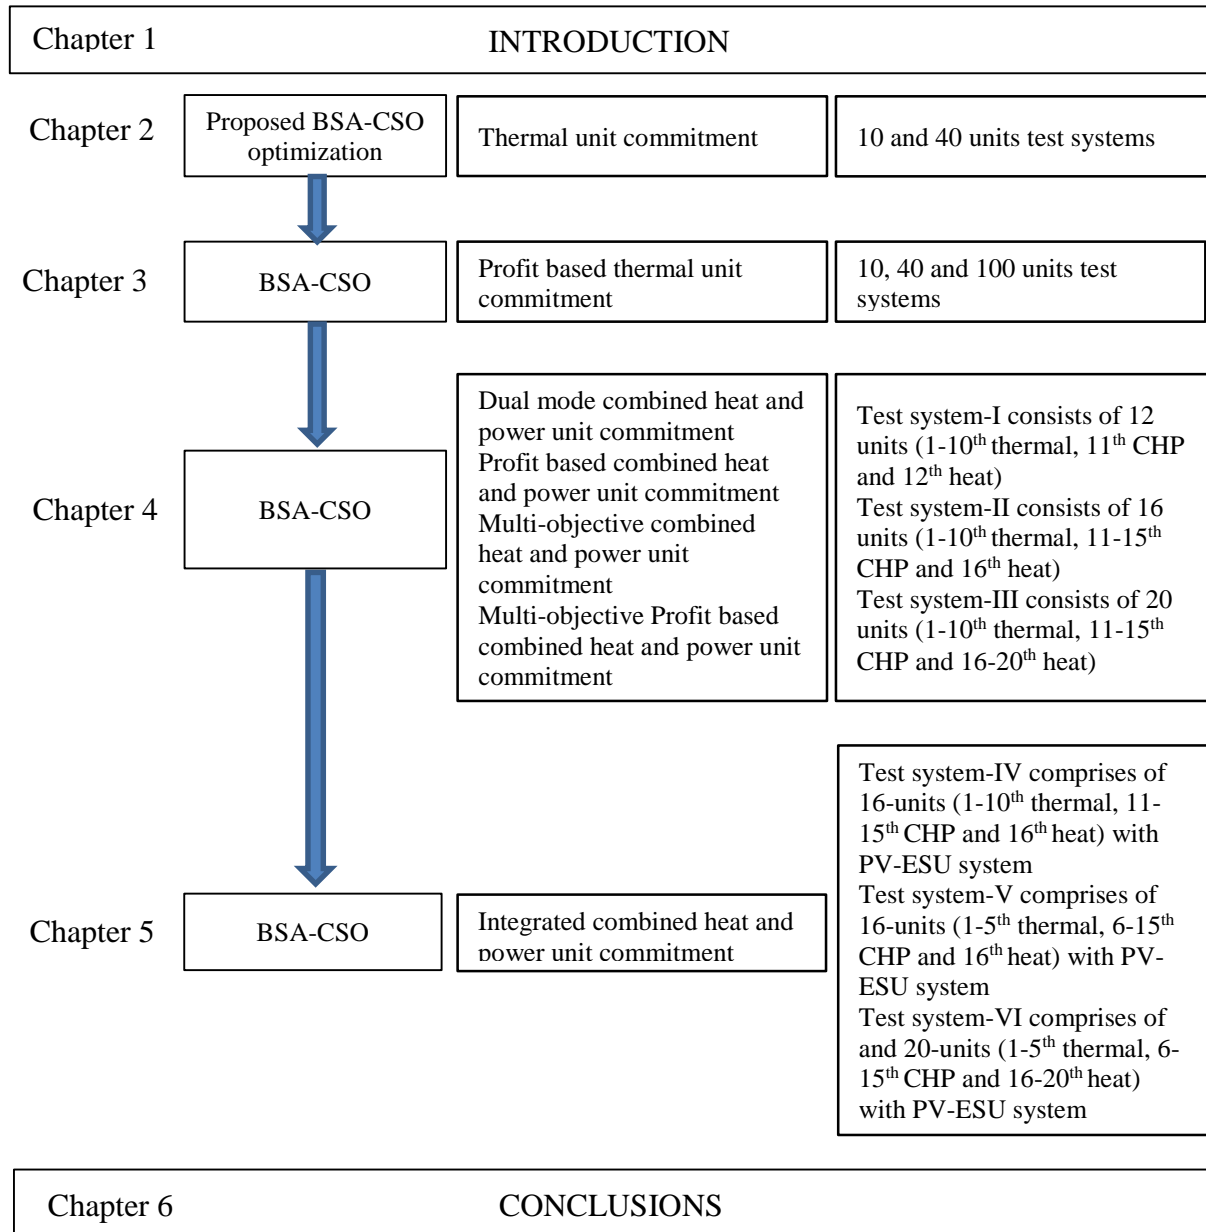 Chapter 1 INTRODUCTION
Chapter 2
Proposed BSA-CSO
optimization
Thermal unit commitment
10 and 40 units test systems
Chapter 3
BSA-CSO
Profit based thermal unit
commitment
10, 40 and 100 units test
systems
Chapter 4
BSA-CSO
Dual mode combined heat and
power unit commitment
Profit based combined heat
and power unit commitment
Multi-objective combined
heat and power unit
commitment
Multi-objective Profit based
combined heat and power unit
commitment
Test system-I consists of 12
units (1-10th thermal, 11th CHP
and 12th heat)
Test system-II consists of 16
units (1-10th thermal, 11-15th
CHP and 16th heat)
Test system-III consists of 20
units (1-10th thermal, 11-15th
CHP and 16-20th heat)
Chapter 5
BSA-CSO
Integrated combined heat and
power unit commitment
Test system-IV comprises of
16-units (1-10th thermal, 11-
15th CHP and 16th heat) with
PV-ESU system
Test system-V comprises of
16-units (1-5th thermal, 6-15th
CHP and 16th heat) with PV-
ESU system
Test system-VI comprises of
and 20-units (1-5th thermal, 6-
15th CHP and 16-20th heat)
with PV-ESU system
Chapter 6 CONCLUSIONS